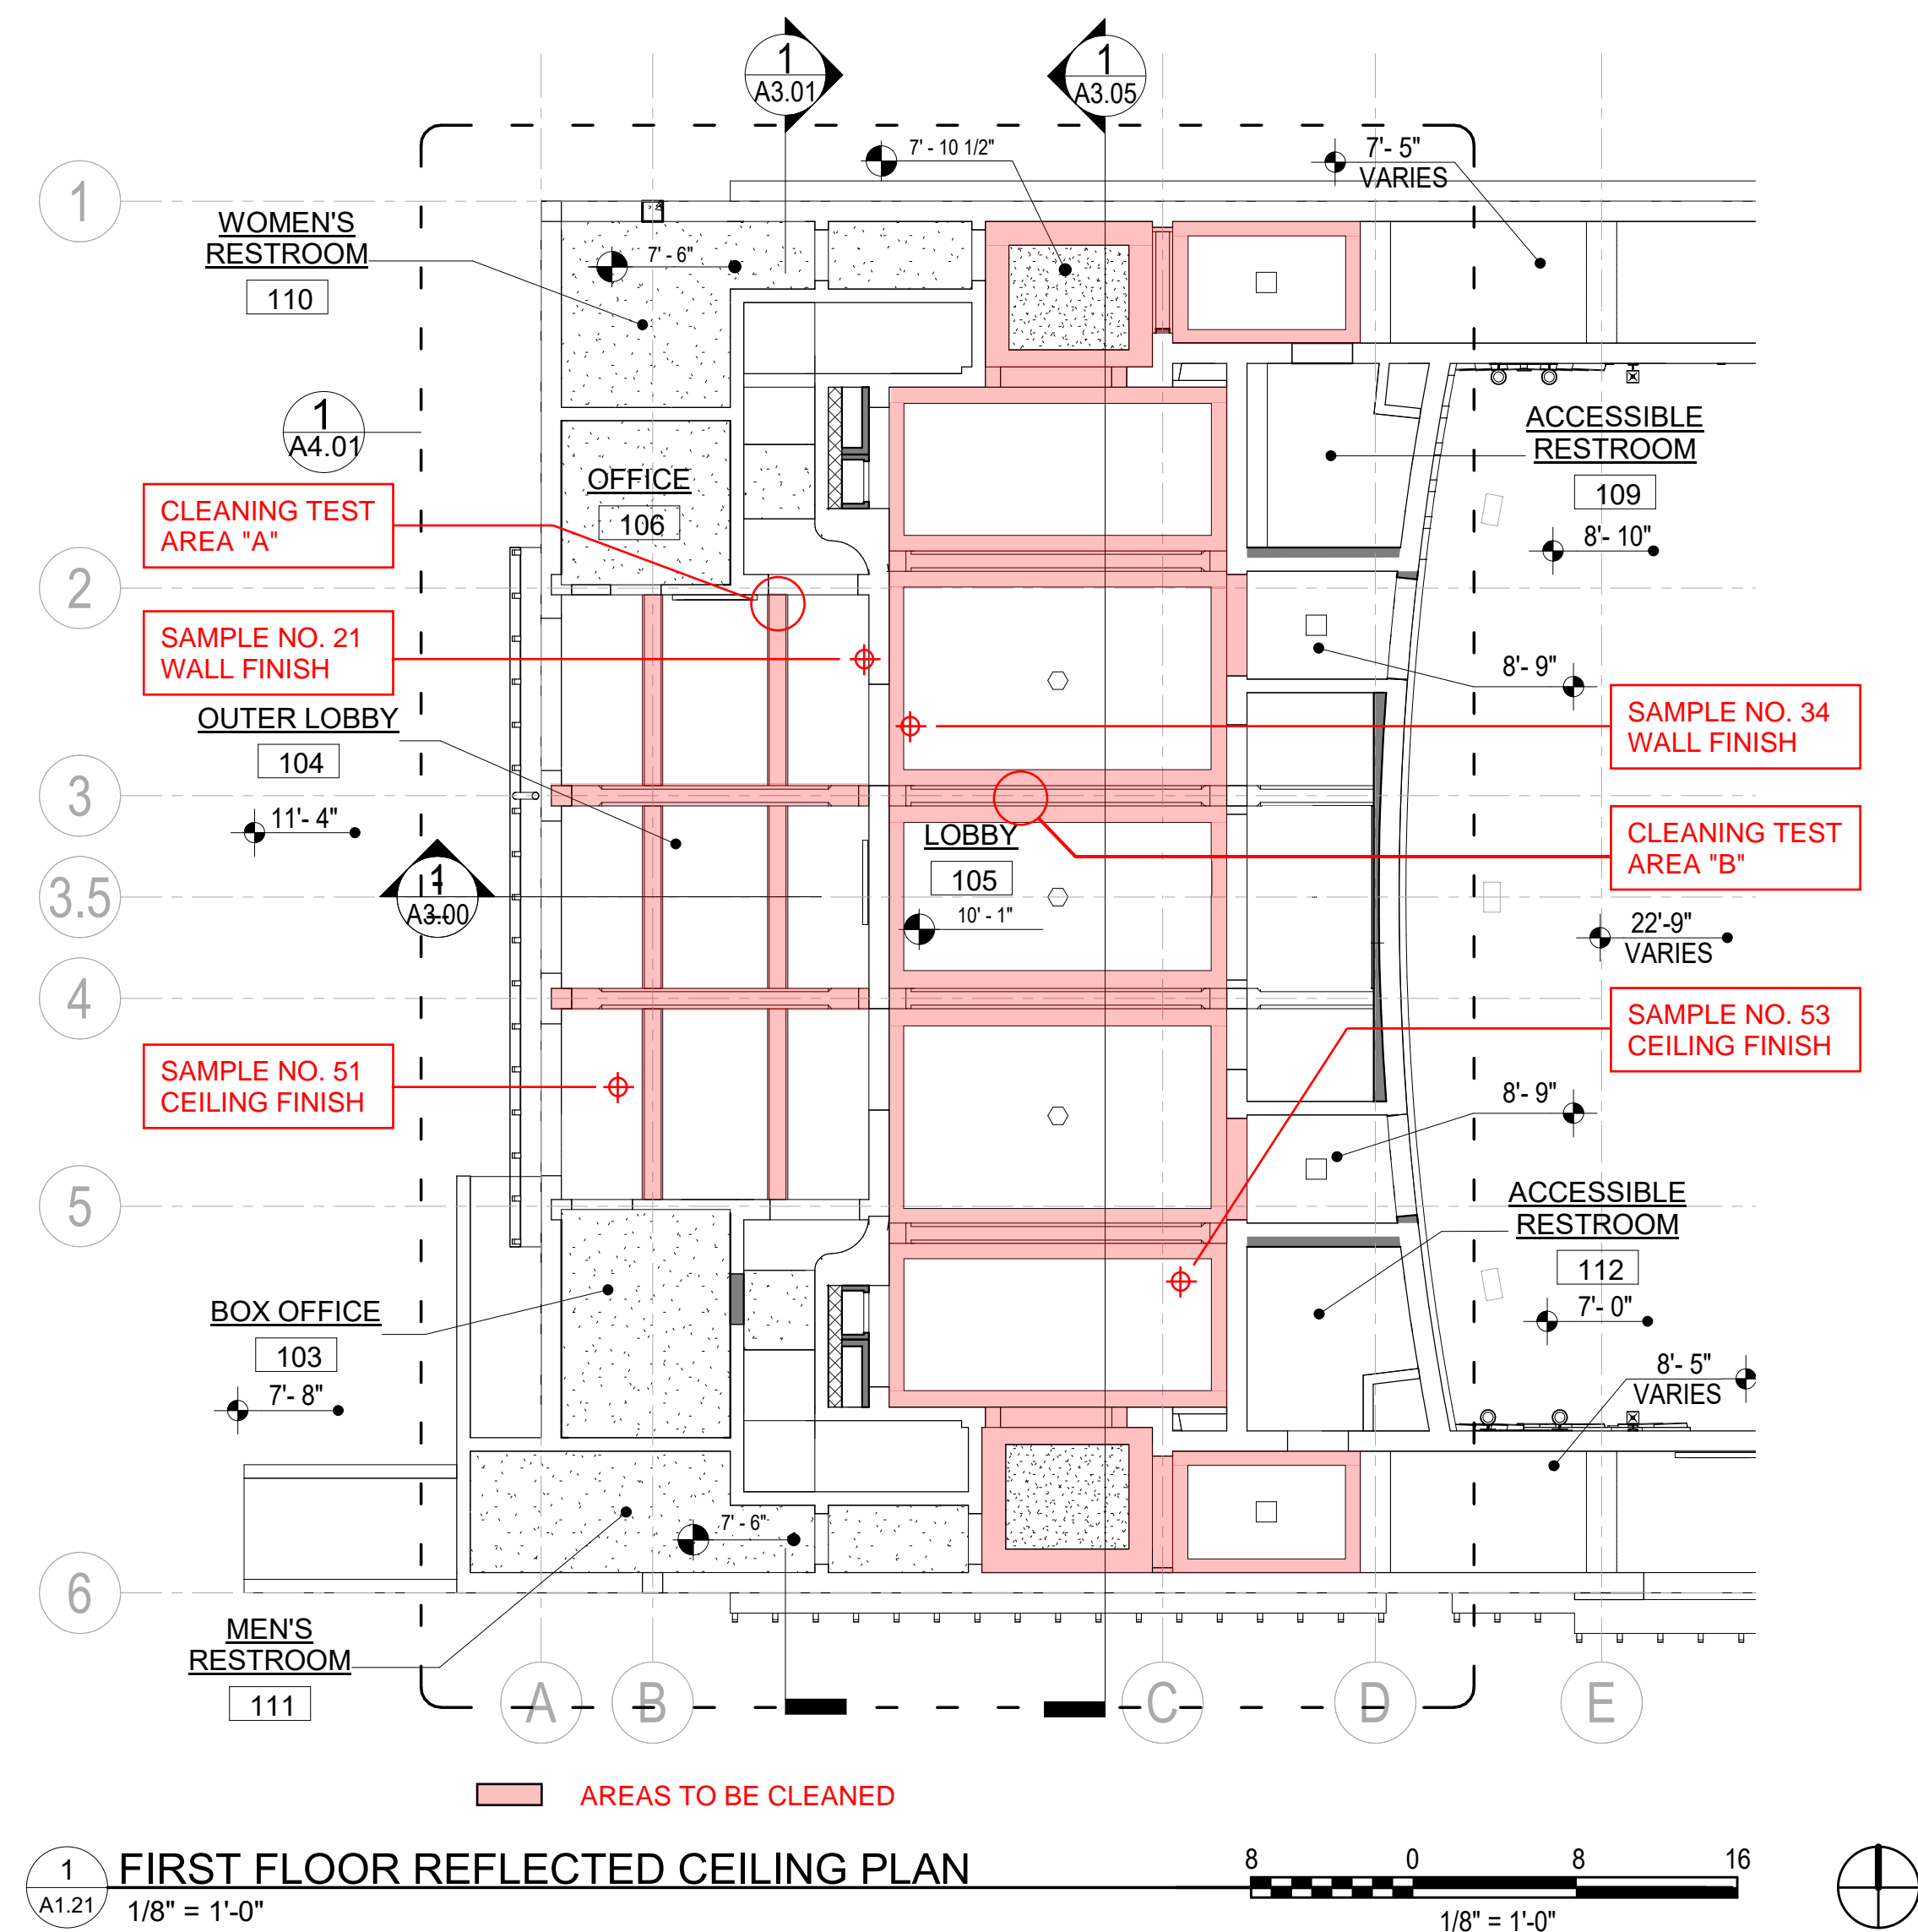 1
A3.01
1
A3.05
7' - 10 1/2"
7'- 5"
VARIES
1
WOMEN'S
RESTROOM
110
7' - 6"
1
A4.01
ACCESSIBLE
RESTROOM
109
8'- 10"
OFFICE
106
CLEANING TEST
AREA "A"
2
SAMPLE NO. 21
WALL FINISH
8'- 9"
SAMPLE NO. 34
WALL FINISH
OUTER LOBBY
104
3
11'- 4"
LOBBY
105
10' - 1"
CLEANING TEST
AREA "B"
3.5
1
A3.00
22'-9"
VARIES
4
SAMPLE NO. 53
CEILING FINISH
SAMPLE NO. 51
CEILING FINISH
8'- 9"
5
ACCESSIBLE
RESTROOM
112
7'- 0"
BOX OFFICE
103
7'- 8"
8'- 5"
VARIES
7' - 6"
6
MEN'S
RESTROOM
111
A
B
C
D
E
AREAS TO BE CLEANED
1
A1.21
FIRST FLOOR REFLECTED CEILING PLAN
1/8" = 1'-0"
8
0
8
16
1/8" = 1'-0"